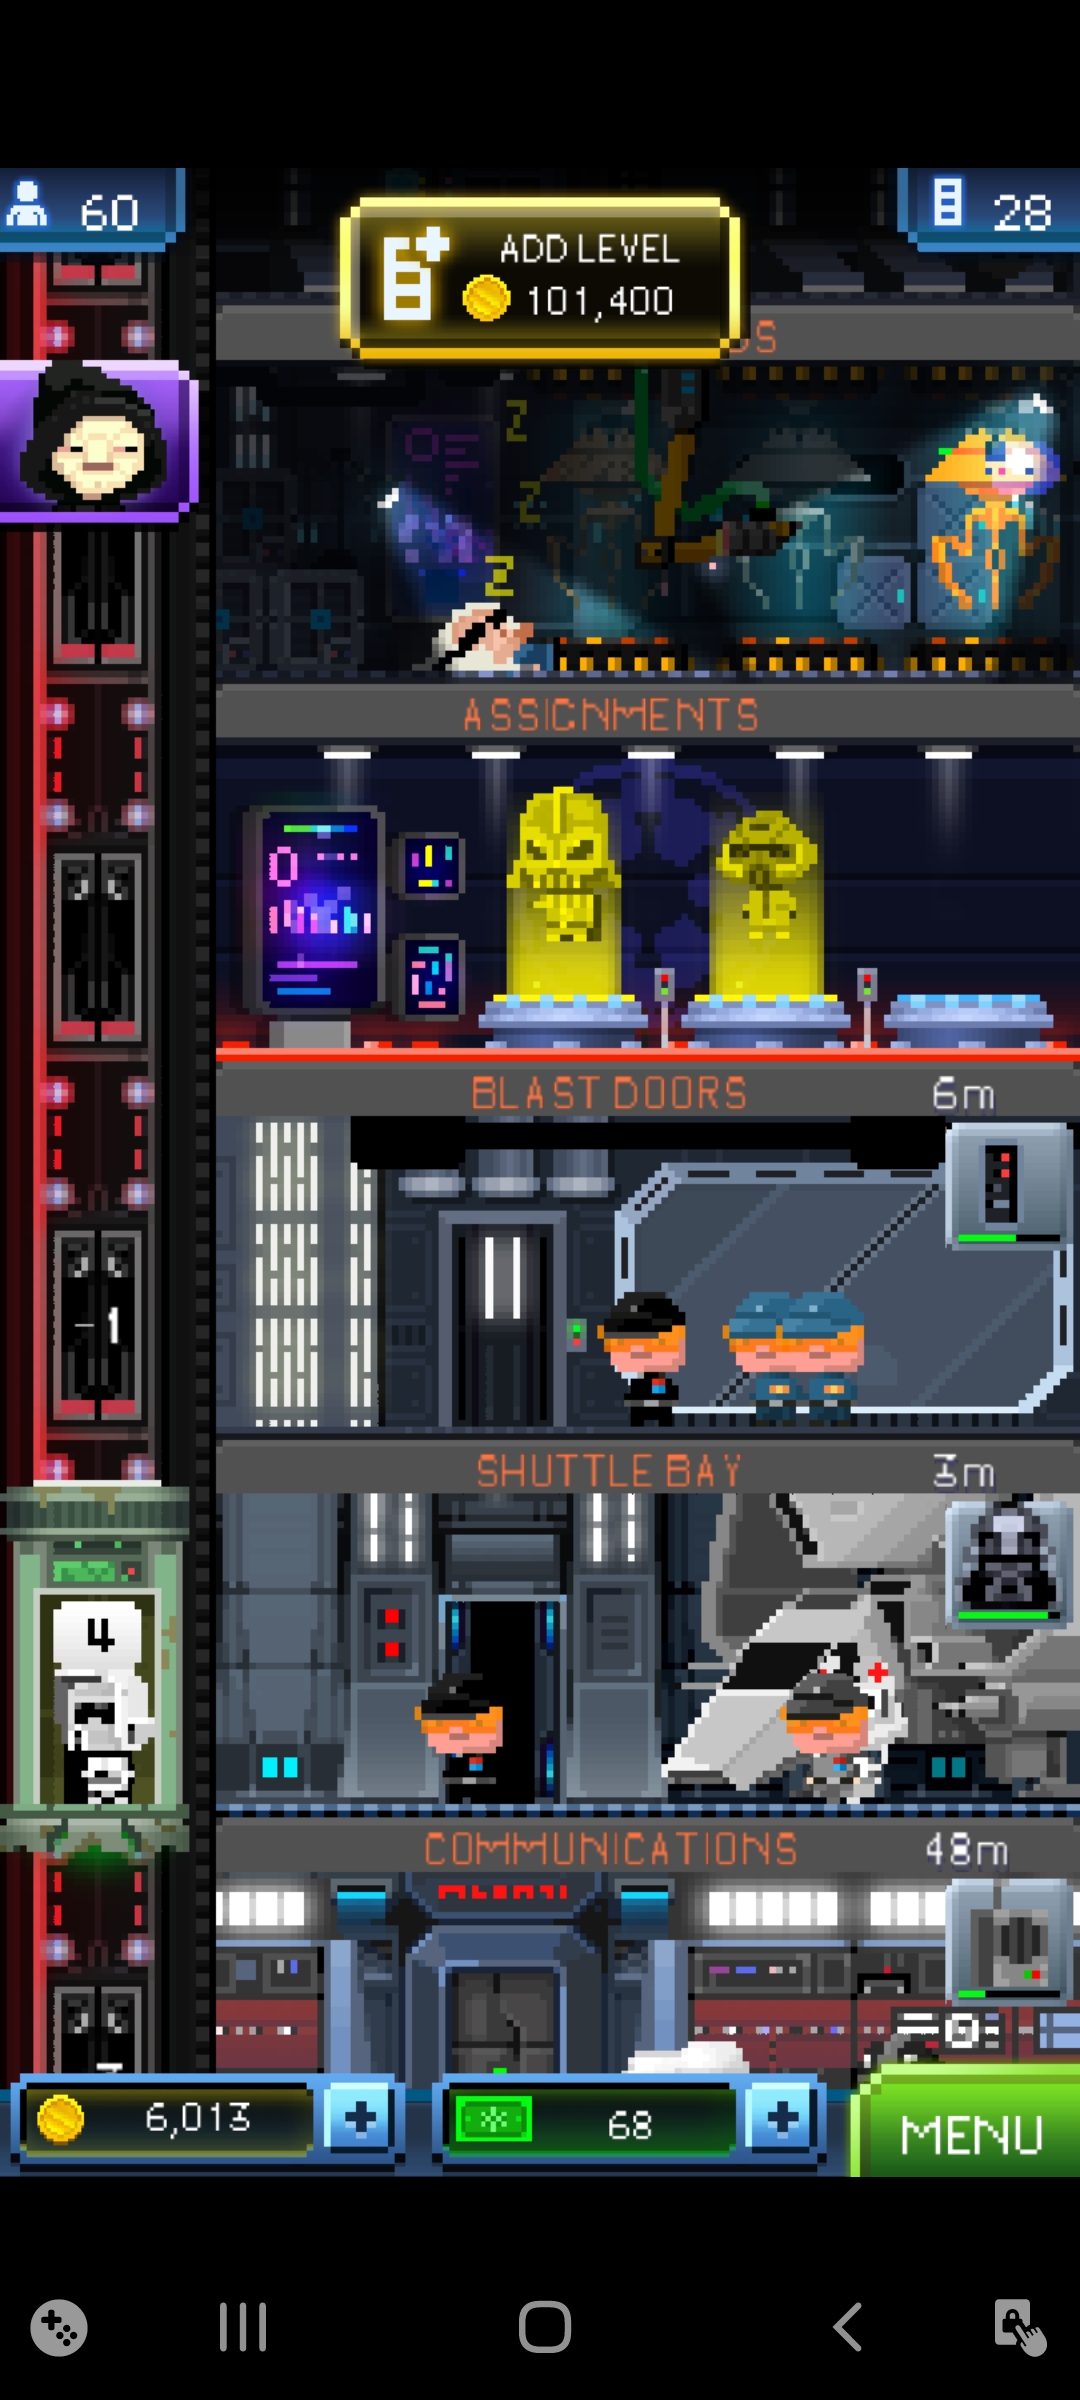 60
ADD LEVEL
101,400
28
Z
Z
Z
ASSIGNMENTS
BLAST DOORS 6m
-1
SHUTTLE BAY 3m
4
COMMUNICATIONS 48m
6,013
68
MENU